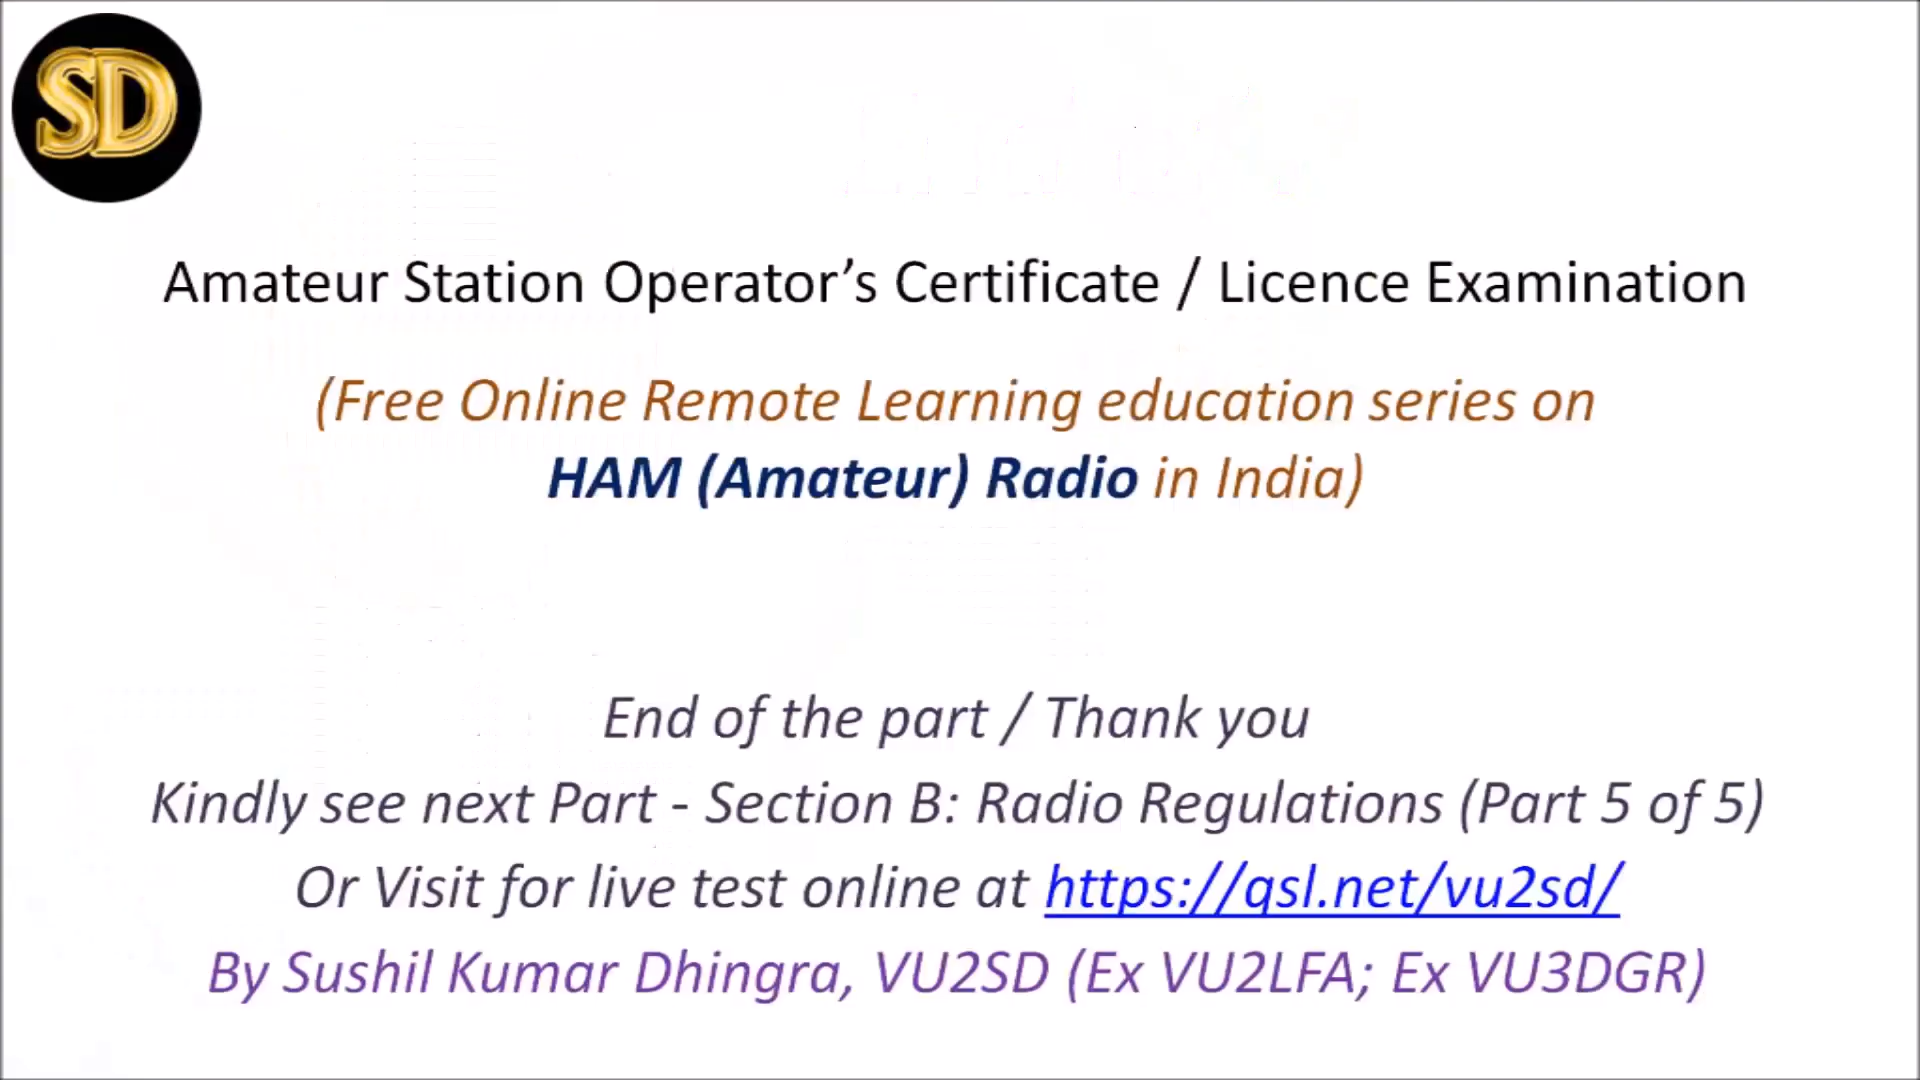 SD
Amateur Station Operator’s Certificate / Licence Examination
(Free Online Remote Learning education series on
HAM (Amateur) Radio in India)
End of the part / Thank you
Kindly see next Part - Section B: Radio Regulations (Part 5 of 5)
Or Visit for live test online at https://qsl.net/vu2sd/
By Sushil Kumar Dhingra, VU2SD (Ex VU2LFA; Ex VU3DGR)